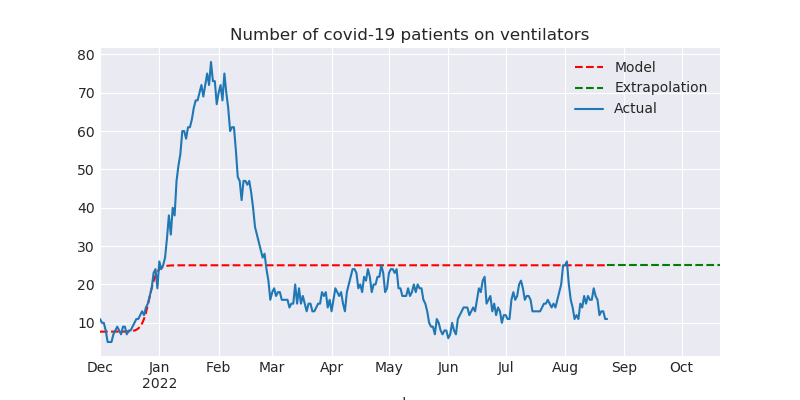 Number of covid-19 patients on ventilators
Model
Extrapolation
Actual
80
70
60
50
40
30
20
10
Dec Jan Feb Mar Apr May Jun Jul Aug Sep Oct
2022